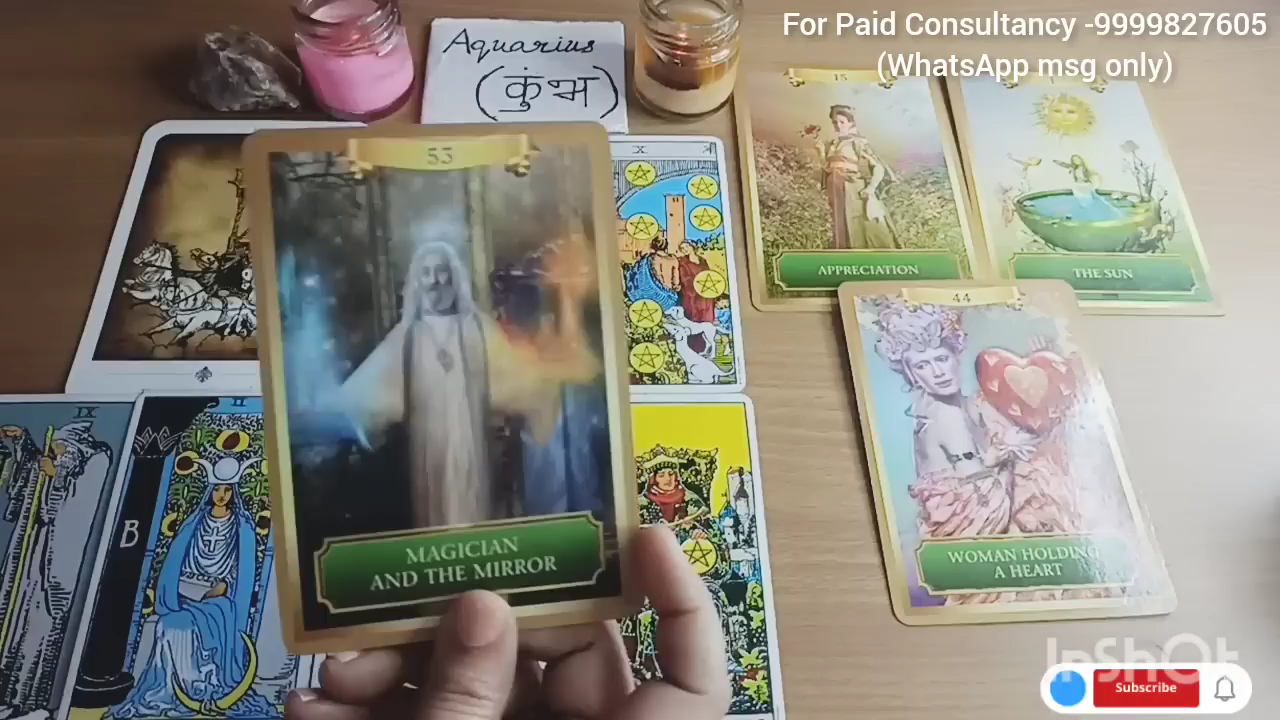 For Paid Consultancy -9999827605
(WhatsApp msg only)
Aquarius
(कुंभ)
53
MAGICIAN
AND THE MIRROR
X
15
APPRECIATION
THE SUN
44
WOMAN HOLDING
A HEART
IX
II
B
InShOt
Subscribe